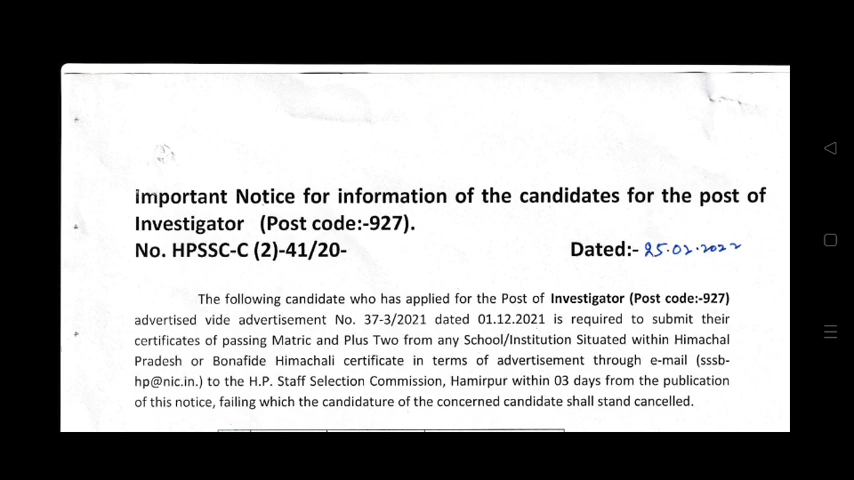 Important Notice for information of the candidates for the post of
Investigator (Post code:-927).
No. HPSSC-C (2)-41/20- Dated:- 25.02.2022
The following candidate who has applied for the Post of Investigator (Post code:-927)
advertised vide advertisement No. 37-3/2021 dated 01.12.2021 is required to submit their
certificates of passing Matric and Plus Two from any School/Institution Situated within Himachal
Pradesh or Bonafide Himachali certificate in terms of advertisement through e-mail (sssb-
hp@nic.in.) to the H.P. Staff Selection Commission, Hamirpur within 03 days from the publication
of this notice, failing which the candidature of the concerned candidate shall stand cancelled.